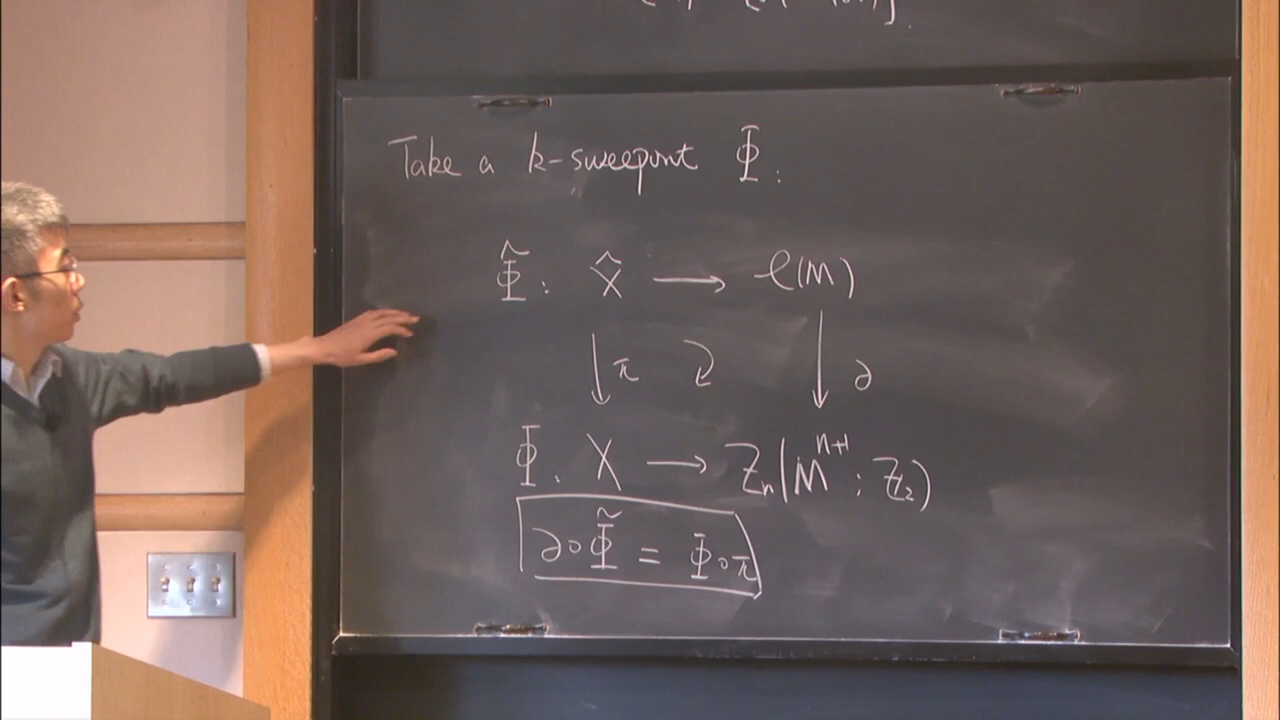 Take a k-sweepout Φ:
Φ̃: X̂ → C(M)
↓π ↓∂
Φ: X → Zₙ(Mⁿ⁺¹; Z₂)
∂∘Φ̃ = Φ∘π